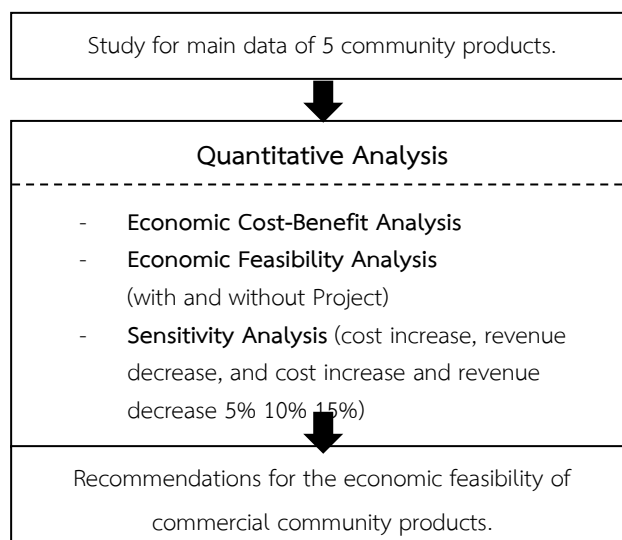 Study for main data of 5 community products.
Quantitative Analysis
- Economic Cost-Benefit Analysis
- Economic Feasibility Analysis
(with and without Project)
- Sensitivity Analysis (cost increase, revenue
decrease, and cost increase and revenue
decrease 5% 10% 15%)
Recommendations for the economic feasibility of
commercial community products.